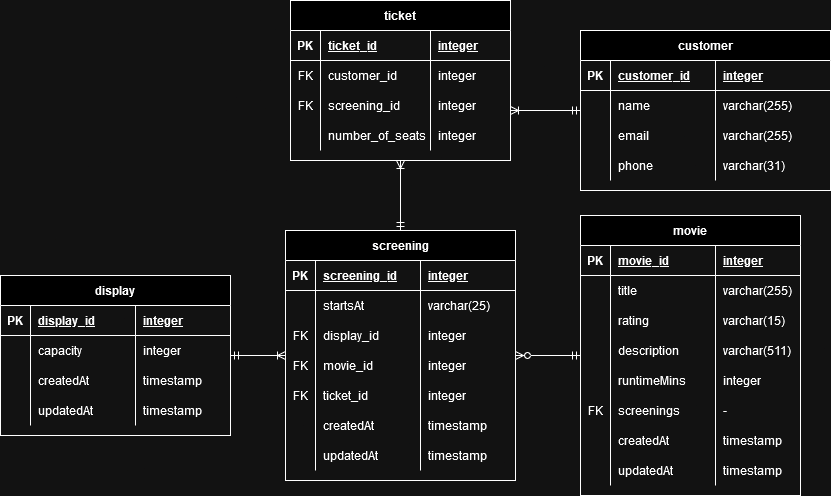 ticket
PK ticket_id integer
FK customer_id integer
FK screening_id integer
number_of_seats integer
customer
PK customer_id integer
name varchar(255)
email varchar(255)
phone varchar(31)
screening
PK screening_id integer
startsAt varchar(25)
FK display_id integer
FK movie_id integer
FK ticket_id integer
createdAt timestamp
updatedAt timestamp
movie
PK movie_id integer
title varchar(255)
rating varchar(15)
description varchar(511)
runtimeMins integer
FK screenings -
createdAt timestamp
updatedAt timestamp
display
PK display_id integer
capacity integer
createdAt timestamp
updatedAt timestamp